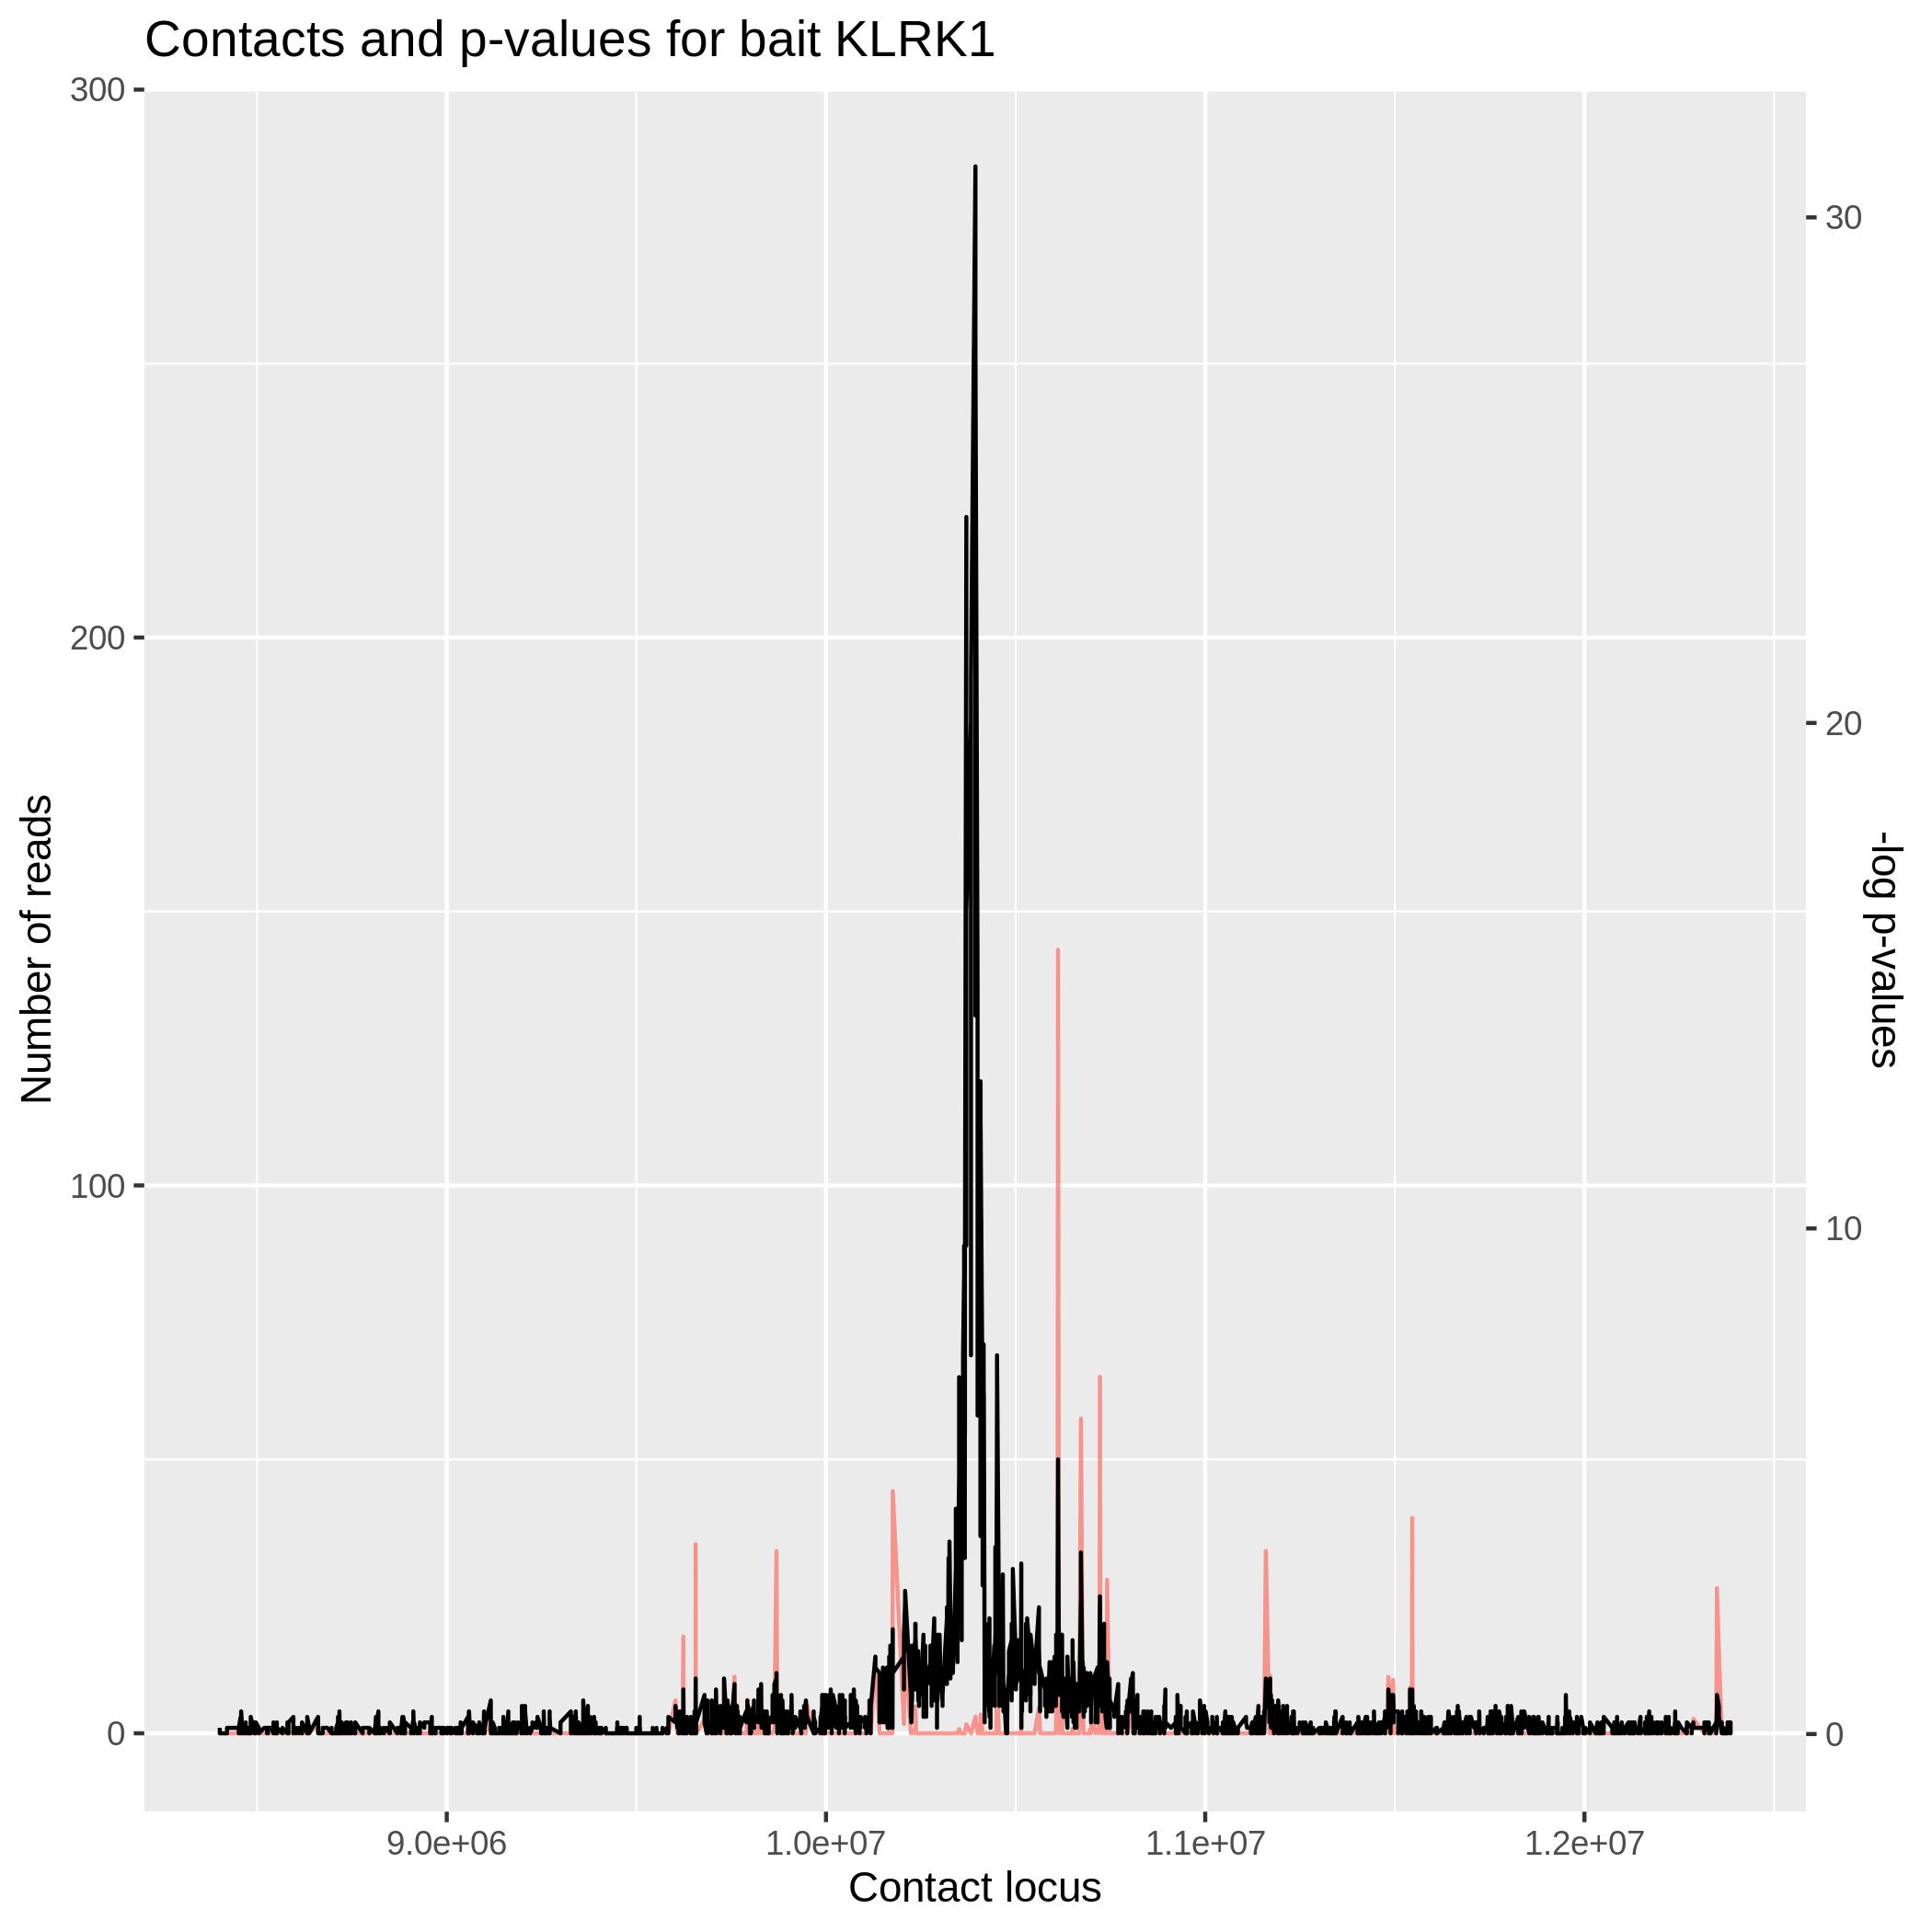 Contacts and p-values for bait KLRK1
300
200
100
0
Number of reads
30
20
10
0
-log p-values
9.0e+06
1.0e+07
1.1e+07
1.2e+07
Contact locus